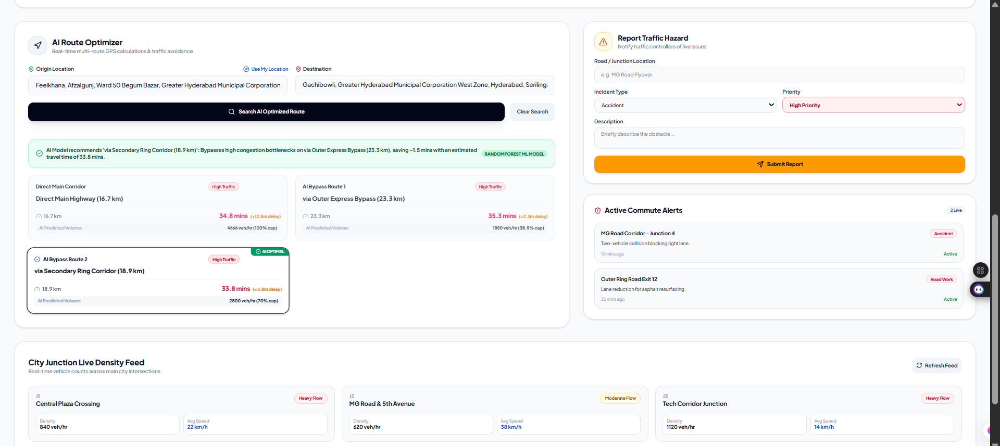 AI Route Optimizer
Real-time multi-route GPS calculations & traffic avoidance
Origin Location
Use My Location
Destination
Feelkhana, Afzalgunj, Ward 50 Begum Bazar, Greater Hyderabad Municipal Corporation
Gachibowli, Greater Hyderabad Municipal Corporation West Zone, Hyderabad, Serilinga
Search AI Optimized Route
Clear Search
AI Model recommends 'via Secondary Ring Corridor (18.9 km)': Bypasses high congestion bottlenecks on via Outer Express Bypass (23.3 km), saving ~1.5 mins with an estimated
travel time of 33.8 mins.
RANDOMFOREST ML MODEL
Direct Main Corridor
High Traffic
Direct Main Highway (16.7 km)
16.7 km
34.8 mins (+12.8m delay)
AI Predicted Volume:
4666 veh/hr (100% cap)
AI Bypass Route 1
High Traffic
via Outer Express Bypass (23.3 km)
23.3 km
35.3 mins (+2.3m delay)
AI Predicted Volume:
1850 veh/hr (38.5% cap)
AI OPTIMAL
AI Bypass Route 2
High Traffic
via Secondary Ring Corridor (18.9 km)
18.9 km
33.8 mins (+3.8m delay)
AI Predicted Volume:
2800 veh/hr (70% cap)
Report Traffic Hazard
Notify traffic controllers of live issues
Road / Junction Location
e.g. MG Road Flyover
Incident Type
Priority
Accident
High Priority
Description
Briefly describe the obstacle...
Submit Report
Active Commute Alerts
2 Live
MG Road Corridor - Junction 4
Accident
Two-vehicle collision blocking right lane.
10 mins ago
Active
Outer Ring Road Exit 12
Road Work
Lane reduction for asphalt resurfacing.
25 mins ago
Active
City Junction Live Density Feed
Real-time vehicle counts across main city intersections
Refresh Feed
J1
Central Plaza Crossing
Heavy Flow
Density
840 veh/hr
Avg Speed
22 km/h
J2
MG Road & 5th Avenue
Moderate Flow
Density
620 veh/hr
Avg Speed
38 km/h
J3
Tech Corridor Junction
Heavy Flow
Density
1120 veh/hr
Avg Speed
14 km/h